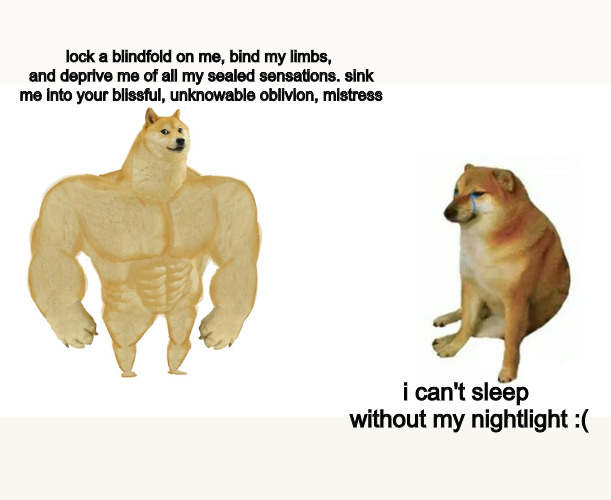 lock a blindfold on me, bind my limbs,
and deprive me of all my sealed sensations. sink
me into your blissful, unknowable oblivion, mistress
i can't sleep
without my nightlight :(